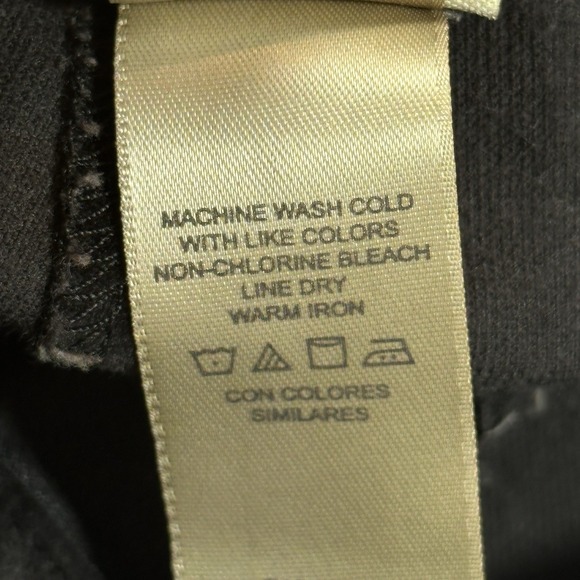 MACHINE WASH COLD
WITH LIKE COLORS
NON-CHLORINE BLEACH
LINE DRY
WARM IRON
CON COLORES
SIMILARES